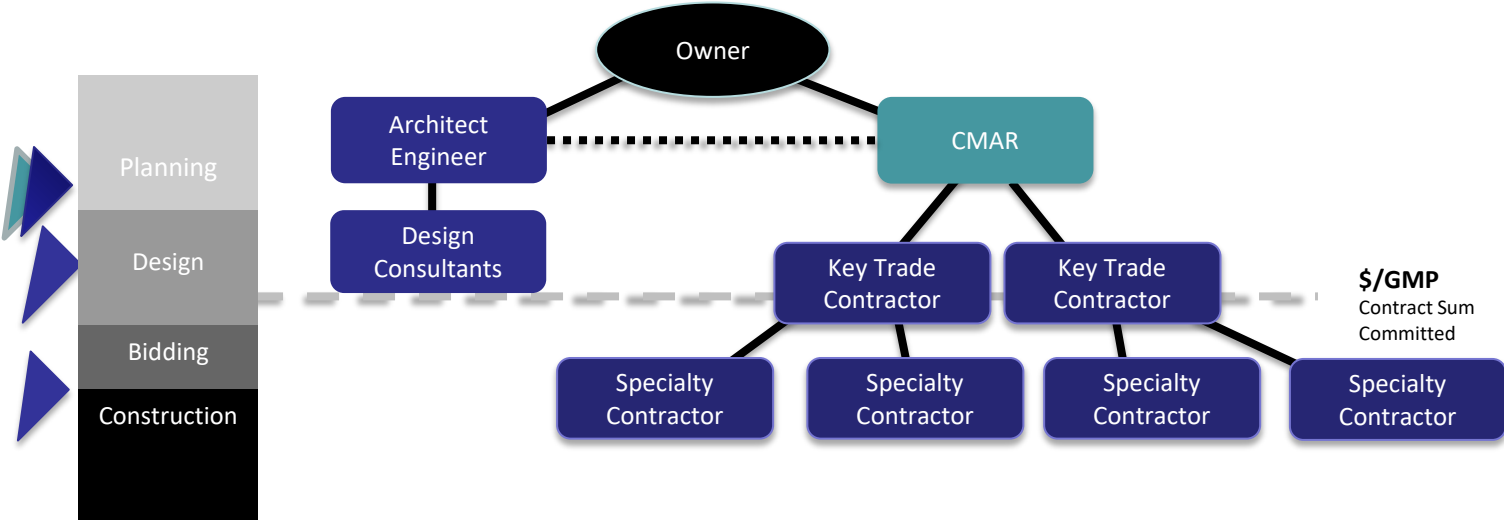 Owner
Architect
Engineer
CMAR
Planning
Design
Consultants
Design
Key Trade
Contractor
Key Trade
Contractor
$/GMP
Contract Sum
Committed
Bidding
Specialty
Contractor
Specialty
Contractor
Specialty
Contractor
Specialty
Contractor
Construction